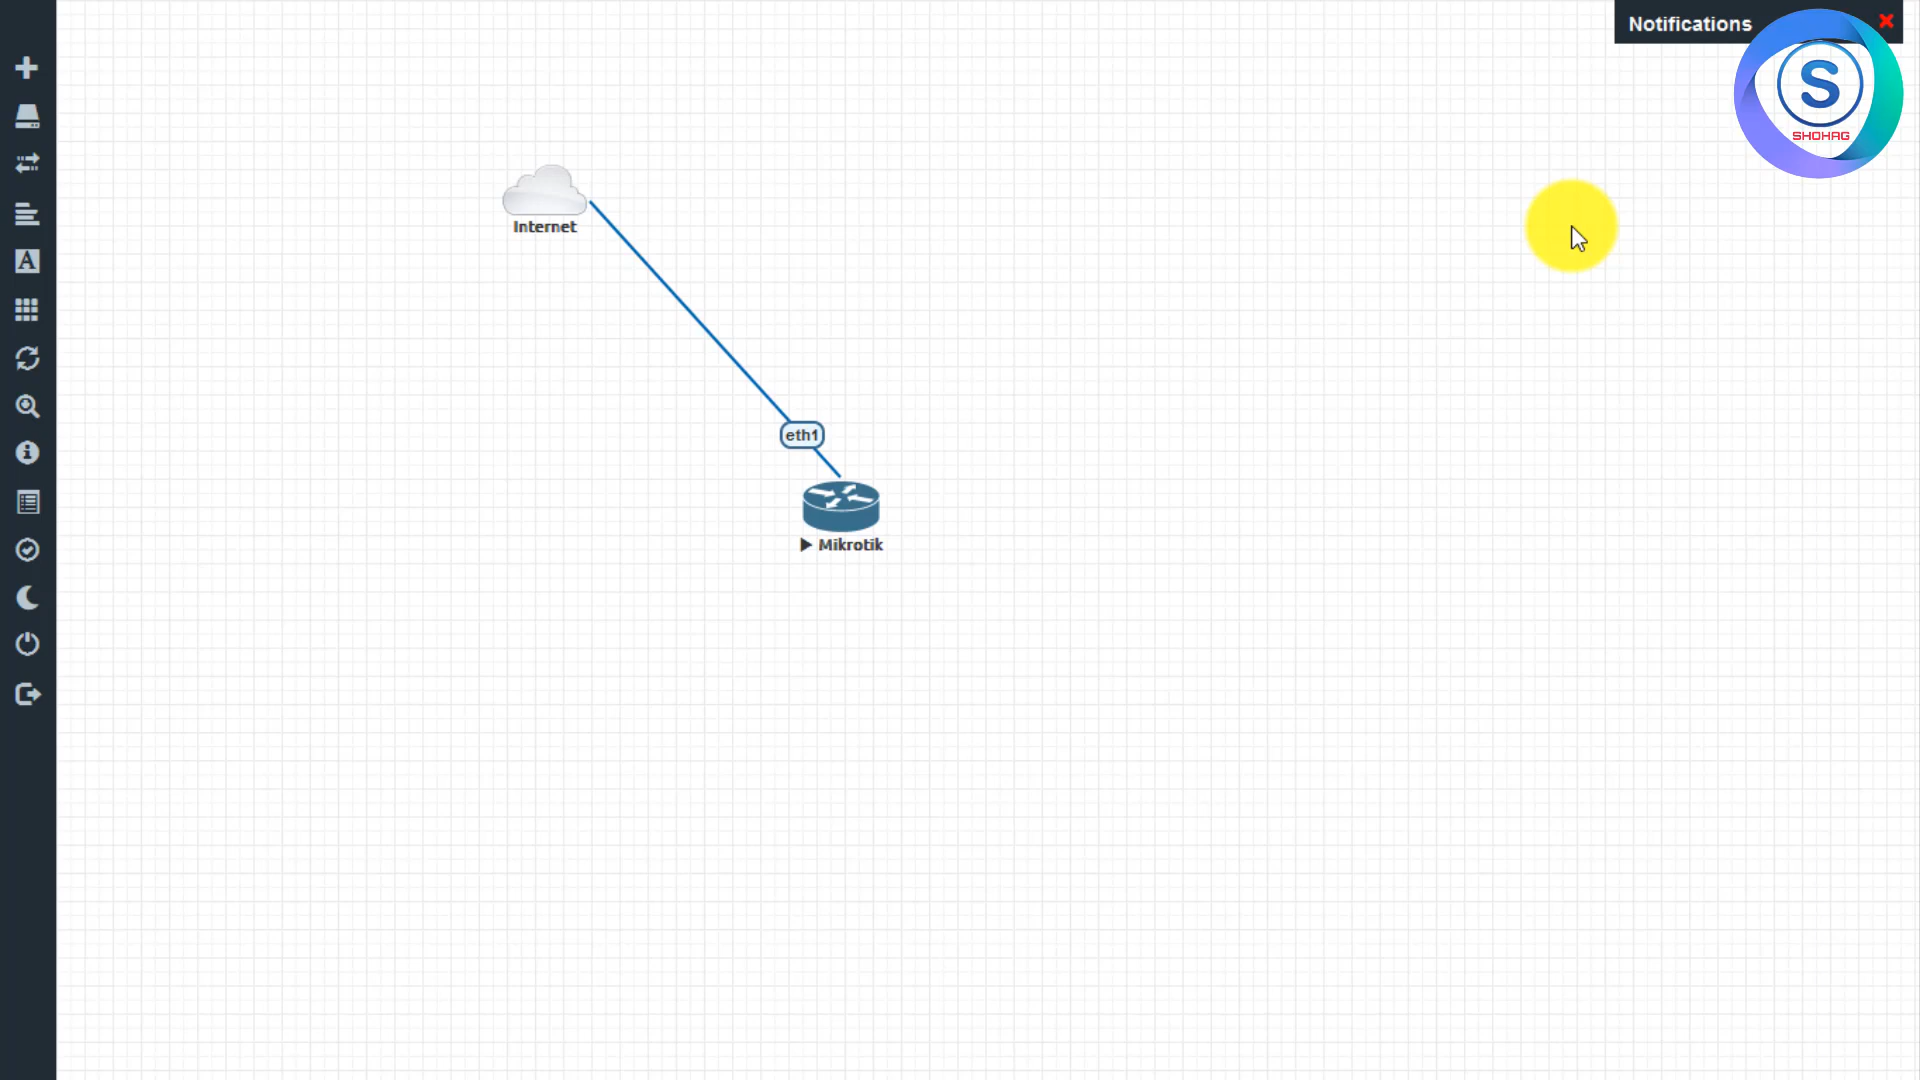 Notifications
S
SHOHAG
Internet
eth1
Mikrotik
A